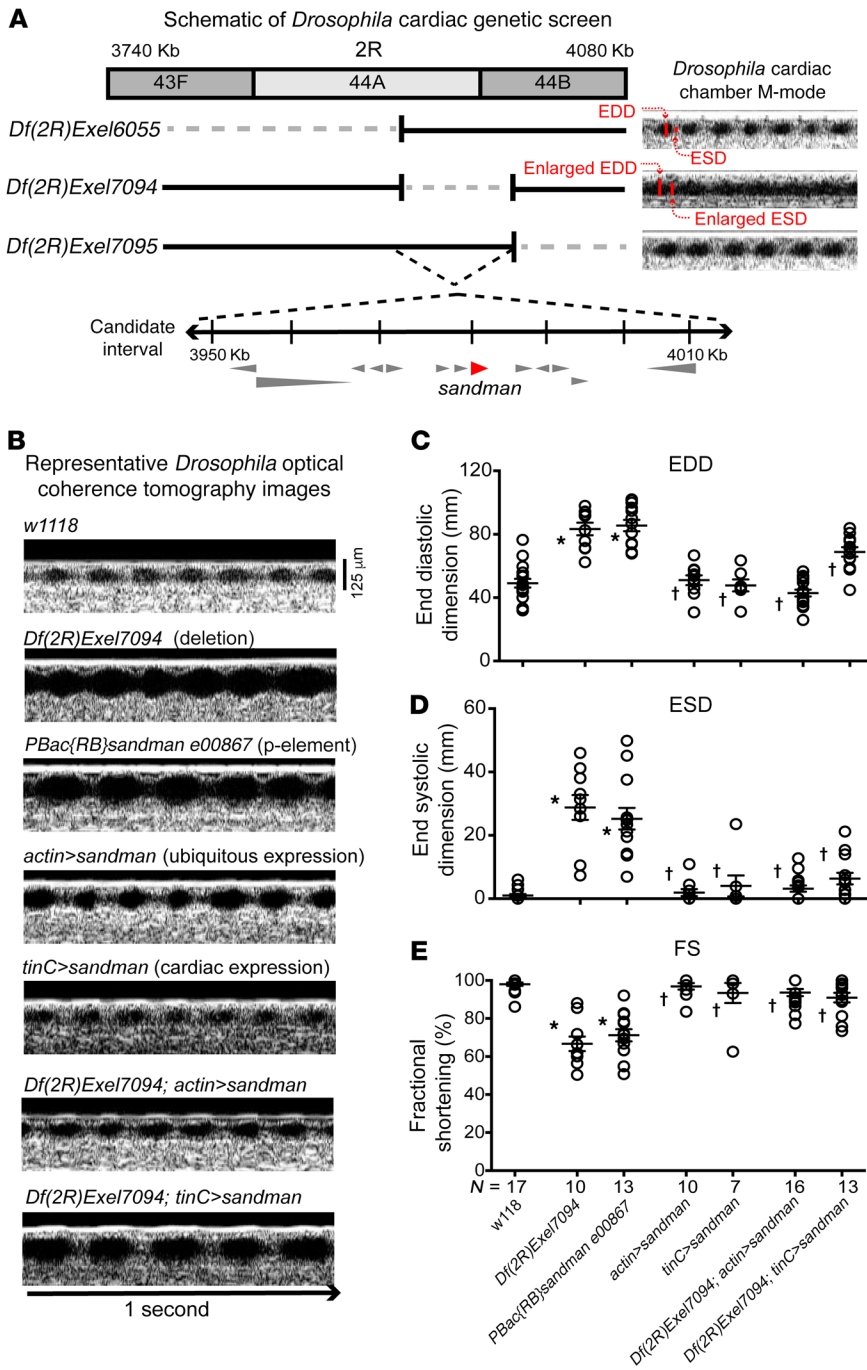 A
Schematic of Drosophila cardiac genetic screen
3740 Kb
2R
4080 Kb
43F
44A
44B
Drosophila cardiac
chamber M-mode
Df(2R)Exel6055
EDD
ESD
Df(2R)Exel7094
Enlarged EDD
Enlarged ESD
Df(2R)Exel7095
Candidate
interval
3950 Kb
4010 Kb
sandman
B
Representative Drosophila optical
coherence tomography images
w1118
125 µm
Df(2R)Exel7094 (deletion)
PBac{RB}sandman e00867 (p-element)
actin>sandman (ubiquitous expression)
tinC>sandman (cardiac expression)
Df(2R)Exel7094; actin>sandman
Df(2R)Exel7094; tinC>sandman
1 second
C
EDD
End diastolic
dimension (mm)
120
80
40
0
* * † † † †
D
ESD
End systolic
dimension (mm)
60
40
20
0
* * † † † †
E
FS
Fractional
shortening (%)
100
80
60
40
20
0
* * † † † †
N = 17 10 13 10 7 16 13
w118
Df(2R)Exel7094
PBac{RB}sandman e00867
actin>sandman
tinC>sandman
Df(2R)Exel7094; actin>sandman
Df(2R)Exel7094; tinC>sandman